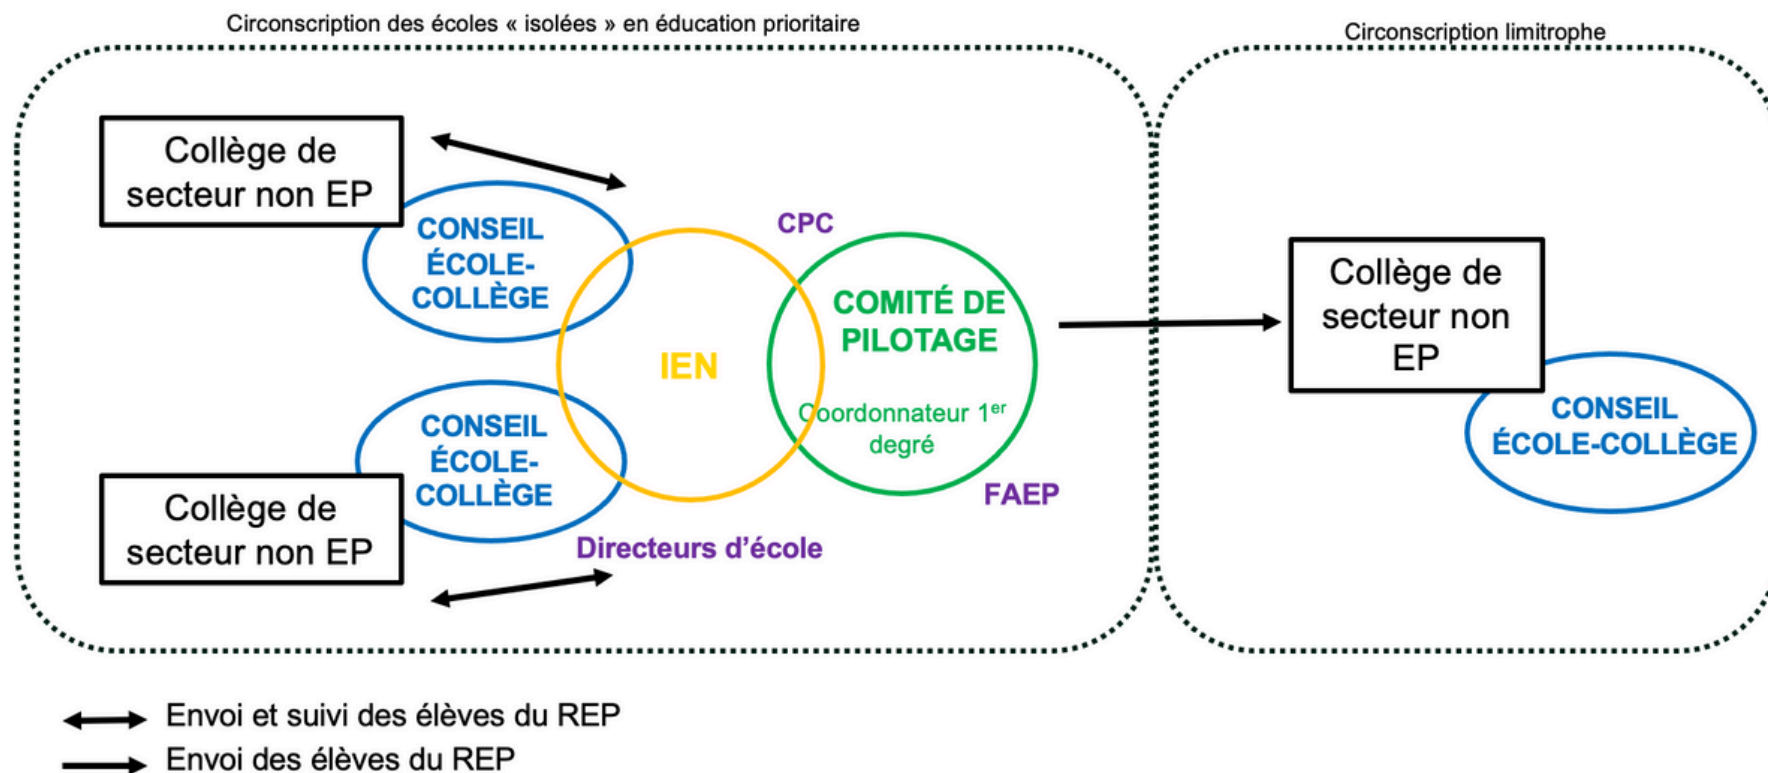 Circonscription des écoles « isolées » en éducation prioritaire
Circonscription limitrophe
Collège de
secteur non EP
CONSEIL
ÉCOLE-
COLLÈGE
CPC
COMITÉ DE
PILOTAGE
IEN
Coordonnateur 1er
degré
FAEP
CONSEIL
ÉCOLE-
COLLÈGE
Collège de
secteur non EP
Directeurs d’école
Collège de
secteur non
EP
CONSEIL
ÉCOLE-COLLÈGE
Envoi et suivi des élèves du REP
Envoi des élèves du REP